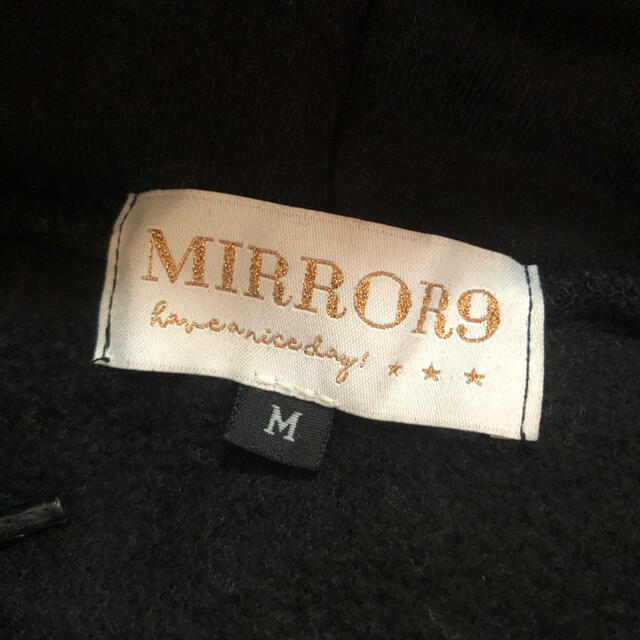 MIRROR9
have a nice day! ★ ★ ★
M